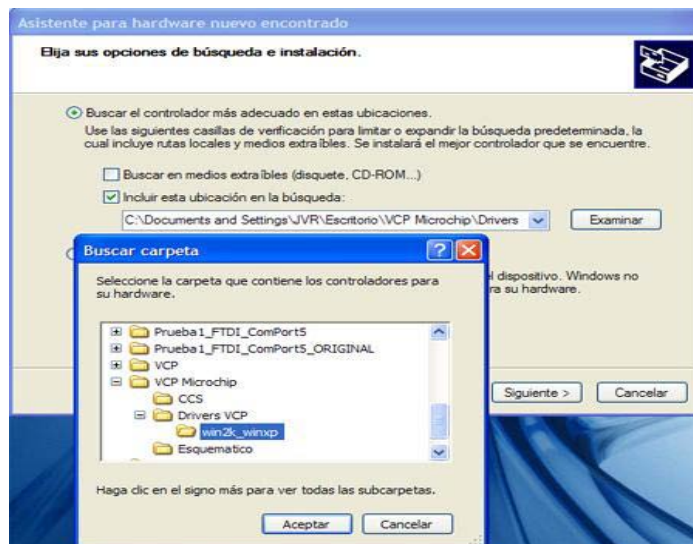 Asistente para hardware nuevo encontrado
Elija sus opciones de búsqueda e instalación.
Buscar el controlador más adecuado en estas ubicaciones.
Use las siguientes casillas de verificación para limitar o expandir la búsqueda predeterminada, la
cual incluye rutas locales y medios extraíbles. Se instalará el mejor controlador que se encuentre.
Buscar en medios extraíbles (disquete, CD-ROM...)
Incluir esta ubicación en la búsqueda:
C:\Documents and Settings\JVR\Escritorio\VCP Microchip\Drivers
Examinar
el dispositivo. Windows no
ra su hardware.
Siguiente >
Cancelar
Buscar carpeta
Seleccione la carpeta que contiene los controladores para
su hardware.
Prueba1_FTDI_ComPort5
Prueba1_FTDI_ComPort5_ORIGINAL
VCP
VCP Microchip
CCS
Drivers VCP
win2k_winxp
Esquematico
Haga clic en el signo más para ver todas las subcarpetas.
Aceptar
Cancelar